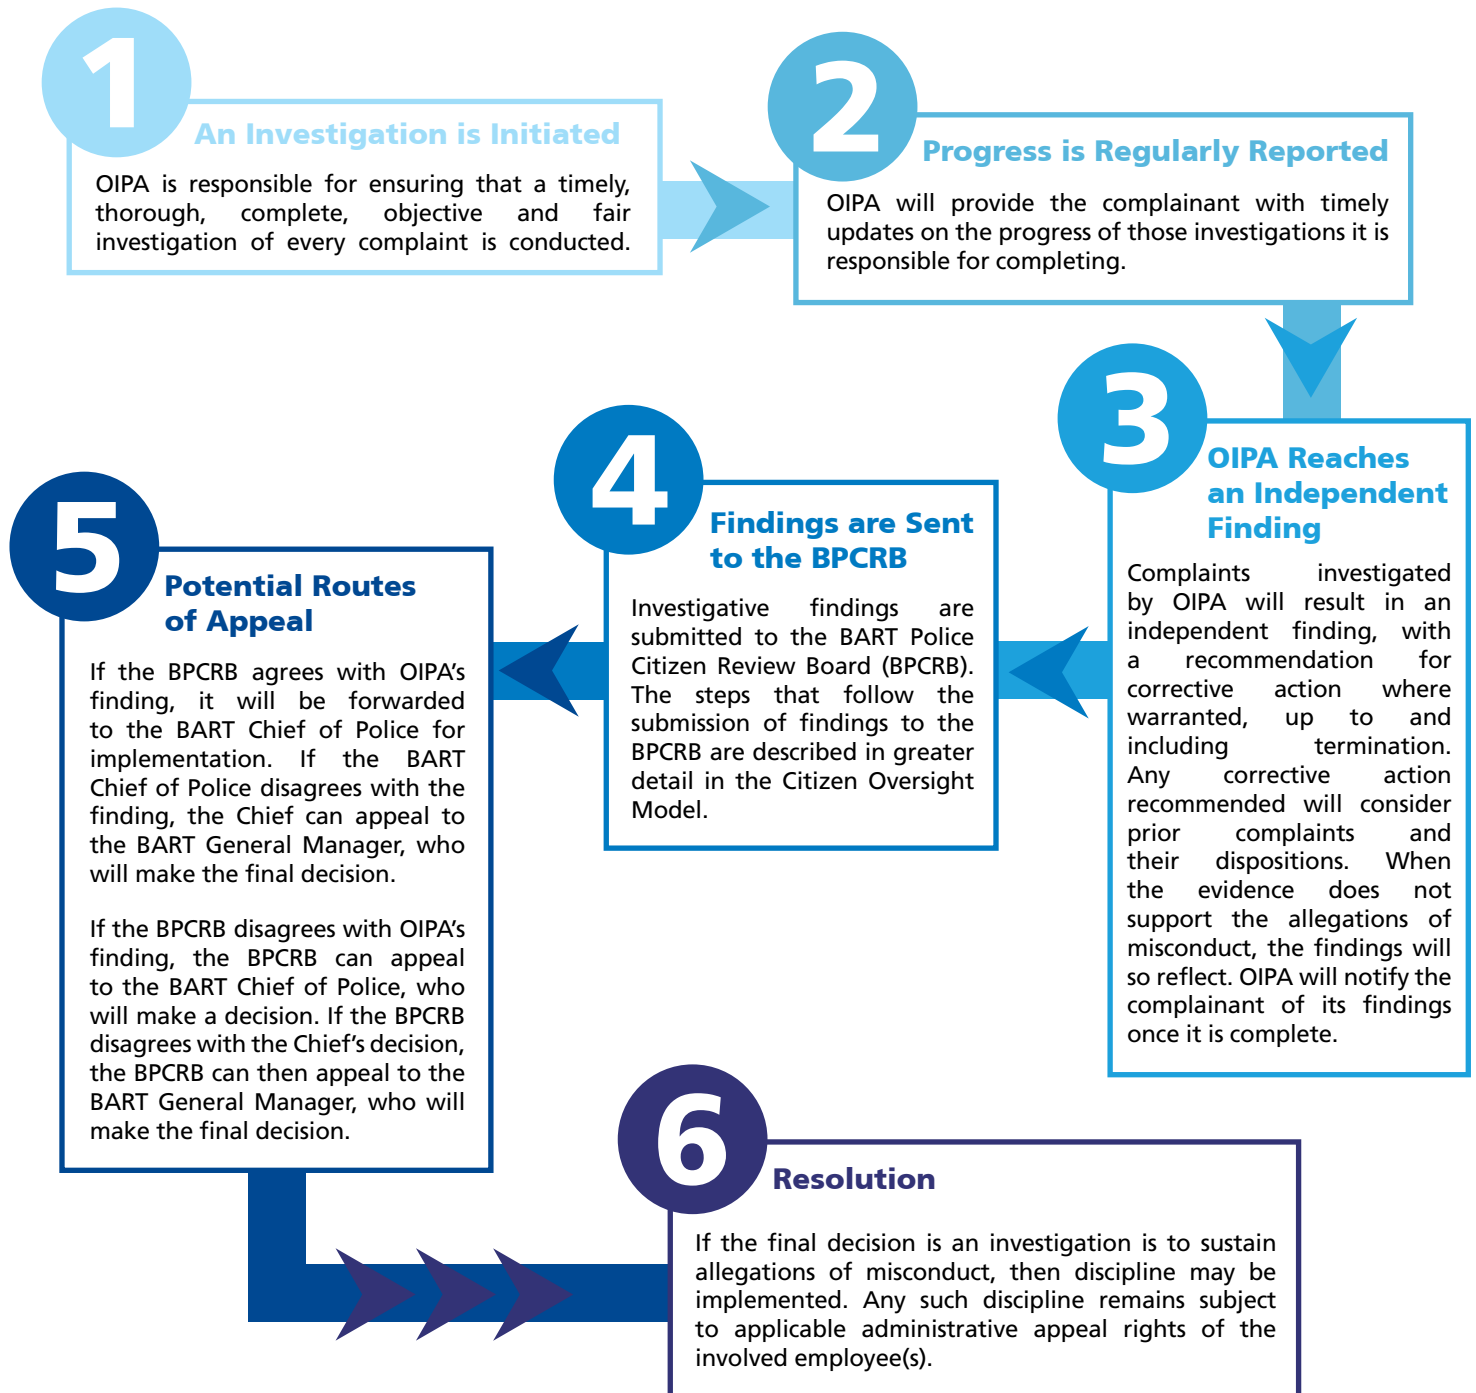 1
An Investigation is Initiated
OIPA is responsible for ensuring that a timely,
thorough, complete, objective and fair
investigation of every complaint is conducted.
2
Progress is Regularly Reported
OIPA will provide the complainant with timely
updates on the progress of those investigations it is
responsible for completing.
3
OIPA Reaches
an Independent
Finding
Complaints investigated
by OIPA will result in an
independent finding, with
a recommendation for
corrective action where
warranted, up to and
including termination.
Any corrective action
recommended will consider
prior complaints and
their dispositions. When
the evidence does not
support the allegations of
misconduct, the findings will
so reflect. OIPA will notify the
complainant of its findings
once it is complete.
4
Findings are Sent
to the BPCRB
Investigative findings are
submitted to the BART Police
Citizen Review Board (BPCRB).
The steps that follow the
submission of findings to the
BPCRB are described in greater
detail in the Citizen Oversight
Model.
5
Potential Routes
of Appeal
If the BPCRB agrees with OIPA's
finding, it will be forwarded
to the BART Chief of Police for
implementation. If the BART
Chief of Police disagrees with the
finding, the Chief can appeal to
the BART General Manager, who
will make the final decision.
If the BPCRB disagrees with OIPA's
finding, the BPCRB can appeal
to the BART Chief of Police, who
will make a decision. If the BPCRB
disagrees with the Chief's decision,
the BPCRB can then appeal to the
BART General Manager, who will
make the final decision.
6
Resolution
If the final decision is an investigation is to sustain
allegations of misconduct, then discipline may be
implemented. Any such discipline remains subject
to applicable administrative appeal rights of the
involved employee(s).